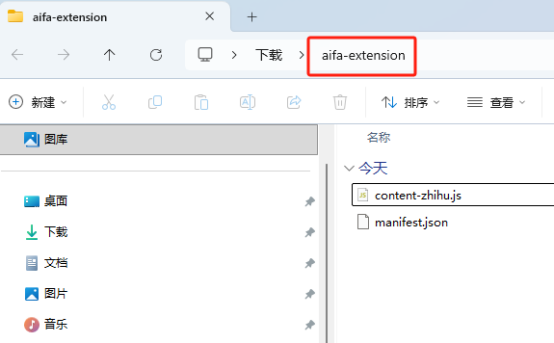 aifa-extension
下载
aifa-extension
新建
排序
查看
图库
桌面
下载
文档
图片
音乐
名称
今天
content-zhihu.js
manifest.json